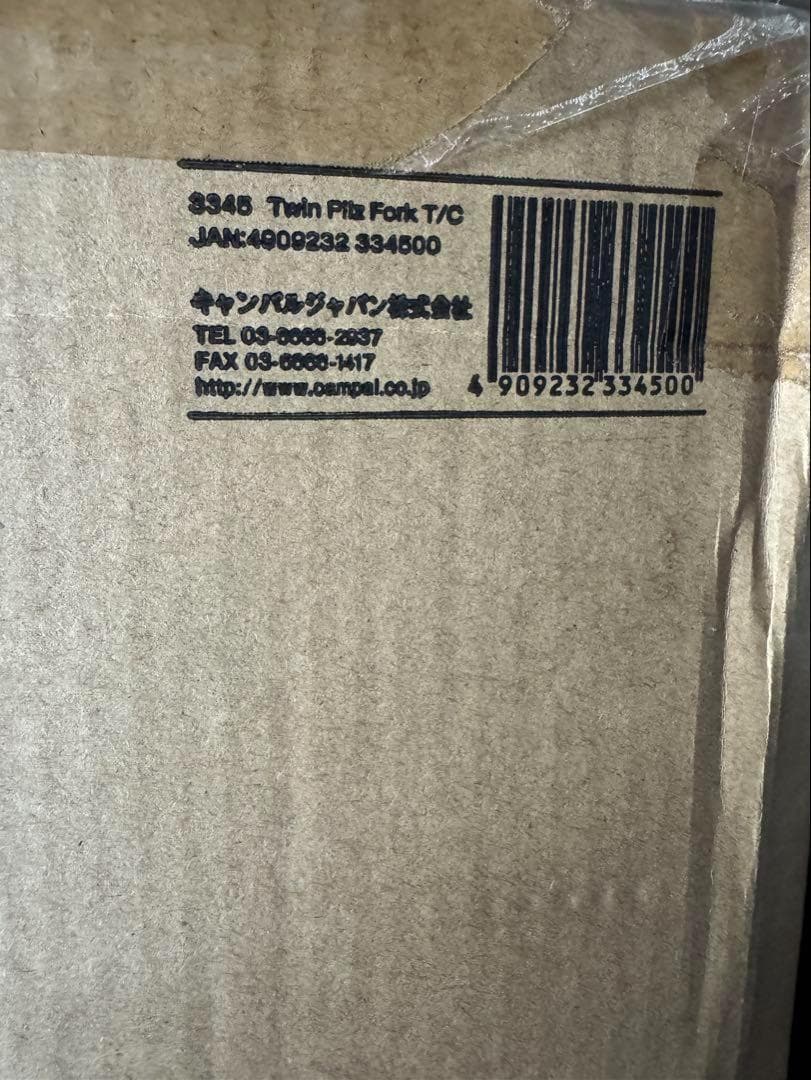 3345 Twin Pilz Fork T/C
JAN:4909232 334500
キャンパルジャパン株式会社
TEL 03-6666-2937
FAX 03-6666-1417
http://www.campal.co.jp
4 909232 334500